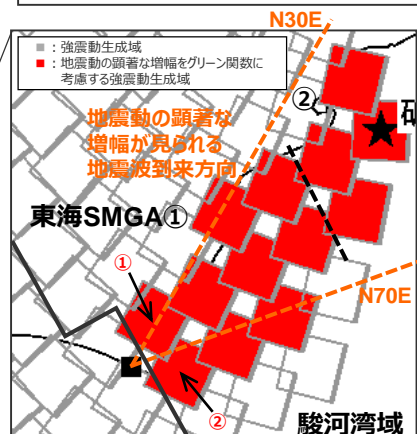 N30E
■ : 強震動生成域
■ : 地震動の顕著な増幅をグリーン関数に
考慮する強震動生成域
②
地震動の顕著な
増幅が見られる
地震波到来方向
東海SMGA①
①
N70E
②
駿河湾域